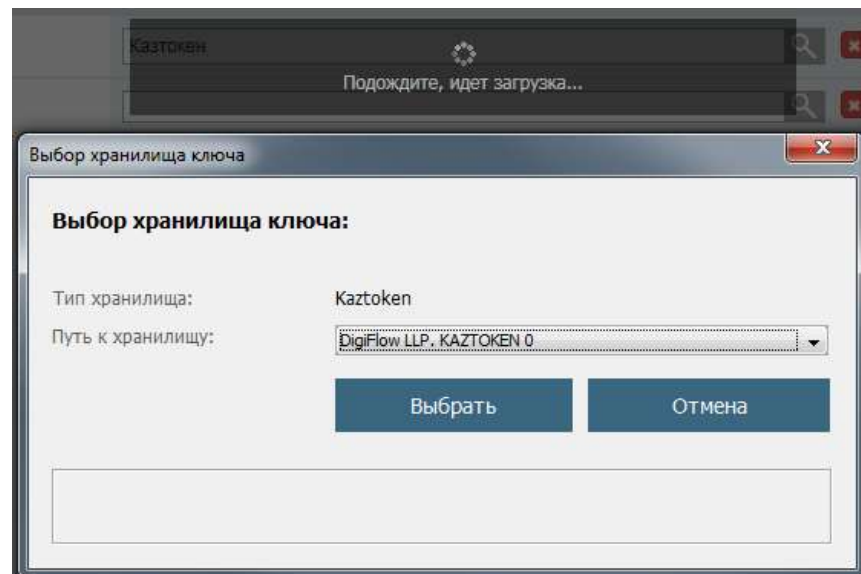 Казтокен
Подождите, идет загрузка...
Выбор хранилища ключа
Выбор хранилища ключа:
Тип хранилища: Kaztoken
Путь к хранилищу: DigiFlow LLP. KAZTOKEN 0
Выбрать Отмена